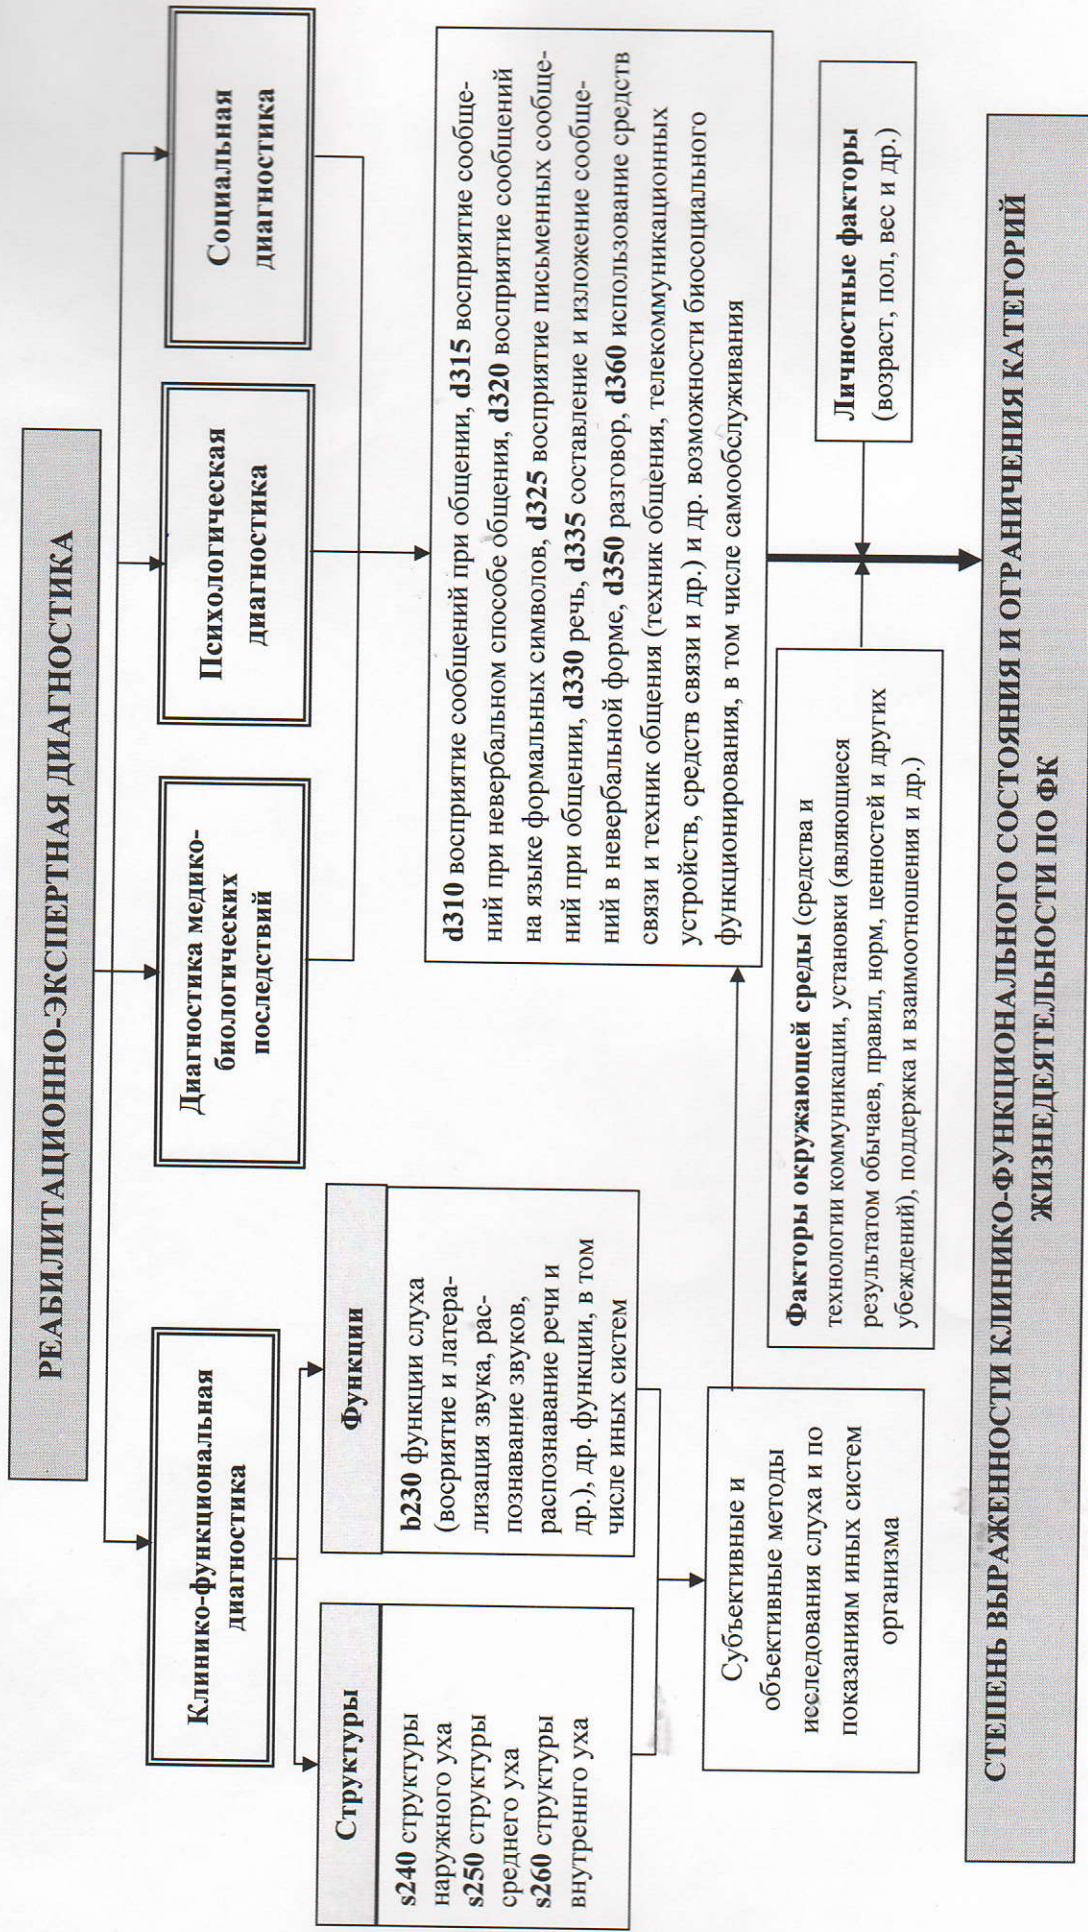 РЕАБИЛИТАЦИОННО-ЭКСПЕРТНАЯ ДИАГНОСТИКА
Клинико-функциональная
диагностика
Диагностика медико-
биологических
последствий
Психологическая
диагностика
Социальная
диагностика
Структуры
s240 структуры
наружного уха
s250 структуры
среднего уха
s260 структуры
внутреннго уха
Функции
b230 функции слуха
(восриятие и латера-
лизация звука, рас-
познавание звуков,
распознавание речи и
др.), др. функции, в том
числе иных систем
d310 восприятие сообщений при общении, d315 восприятие сообще-
ний при невербальном способе общения, d320 восприятие сообщений
на языке формальных символов, d325 восприятие письменных сообще-
ний при общении, d330 речь, d335 составление и изложение сообще-
ний в невербальной форме, d350 разговор, d360 использование средств
связи и техник общения (техник общения, телекоммуникационных
устройств, средств связи и др.) и др. возможности биосоциального
функционирования, в том числе самообслуживания
Субъективные и
объективные методы
исследования слуха и по
показаниям иных систем
организма
Факторы окружающей среды (средства и
технологии коммуникации, установки (являющиеся
результатом обычаев, правил, норм, ценностей и других
убеждений), поддержка и взаимоотношения и др.)
Личностные факторы
(возраст, пол, вес и др.)
СТЕПЕНЬ ВЫРАЖЕННОСТИ КЛИНИКО-ФУНКЦИОНАЛЬНОГО СОСТОЯНИЯ И ОГРАНИЧЕНИЯ КАТЕГОРИЙ
ЖИЗНЕДЕЯТЕЛЬНОСТИ ПО ФК